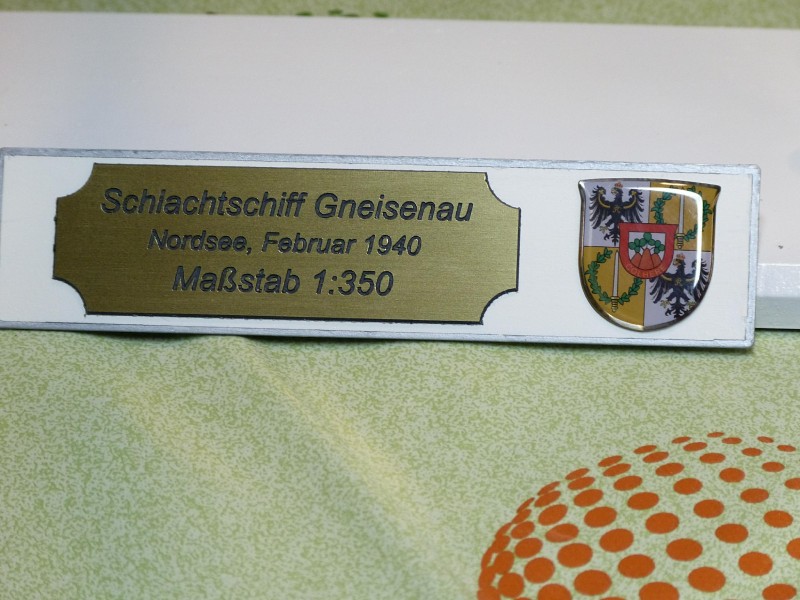 Schlachtschiff Gneisenau
Nordsee, Februar 1940
Maßstab 1:350